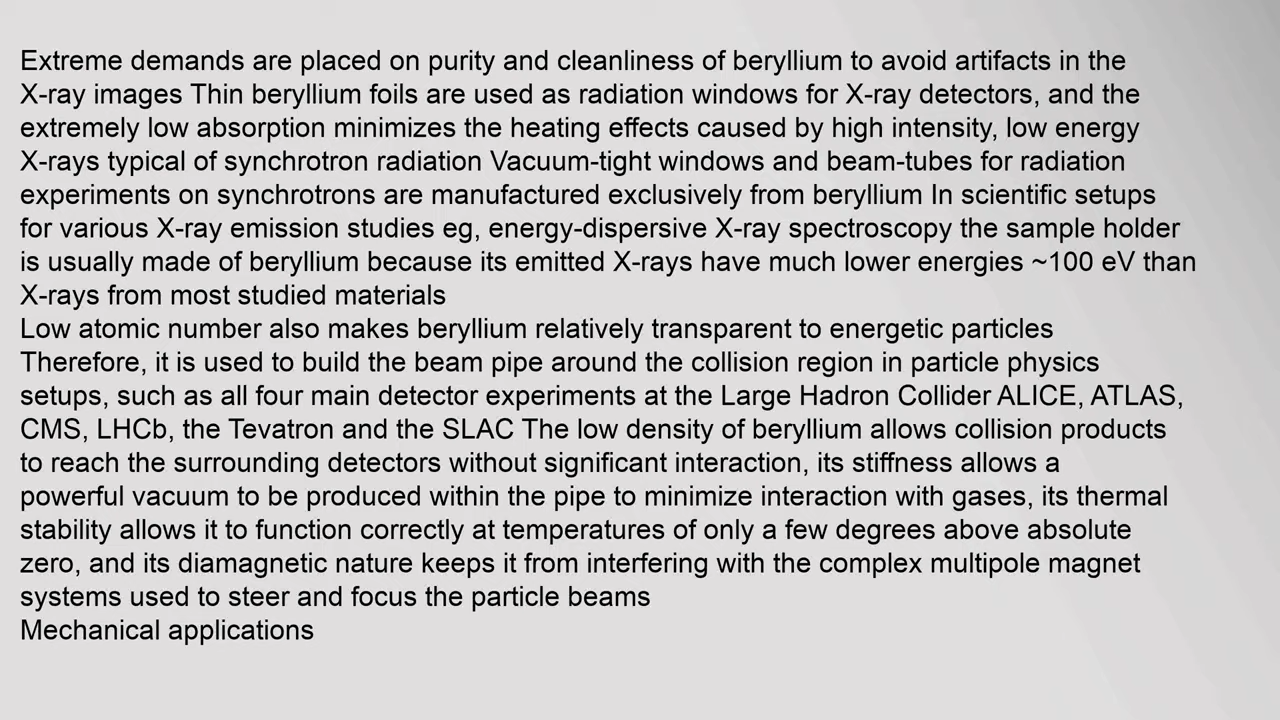 Extreme demands are placed on purity and cleanliness of beryllium to avoid artifacts in the
X-ray images Thin beryllium foils are used as radiation windows for X-ray detectors, and the
extremely low absorption minimizes the heating effects caused by high intensity, low energy
X-rays typical of synchrotron radiation Vacuum-tight windows and beam-tubes for radiation
experiments on synchrotrons are manufactured exclusively from beryllium In scientific setups
for various X-ray emission studies eg, energy-dispersive X-ray spectroscopy the sample holder
is usually made of beryllium because its emitted X-rays have much lower energies ~100 eV than
X-rays from most studied materials
Low atomic number also makes beryllium relatively transparent to energetic particles
Therefore, it is used to build the beam pipe around the collision region in particle physics
setups, such as all four main detector experiments at the Large Hadron Collider ALICE, ATLAS,
CMS, LHCb, the Tevatron and the SLAC The low density of beryllium allows collision products
to reach the surrounding detectors without significant interaction, its stiffness allows a
powerful vacuum to be produced within the pipe to minimize interaction with gases, its thermal
stability allows it to function correctly at temperatures of only a few degrees above absolute
zero, and its diamagnetic nature keeps it from interfering with the complex multipole magnet
systems used to steer and focus the particle beams
Mechanical applications